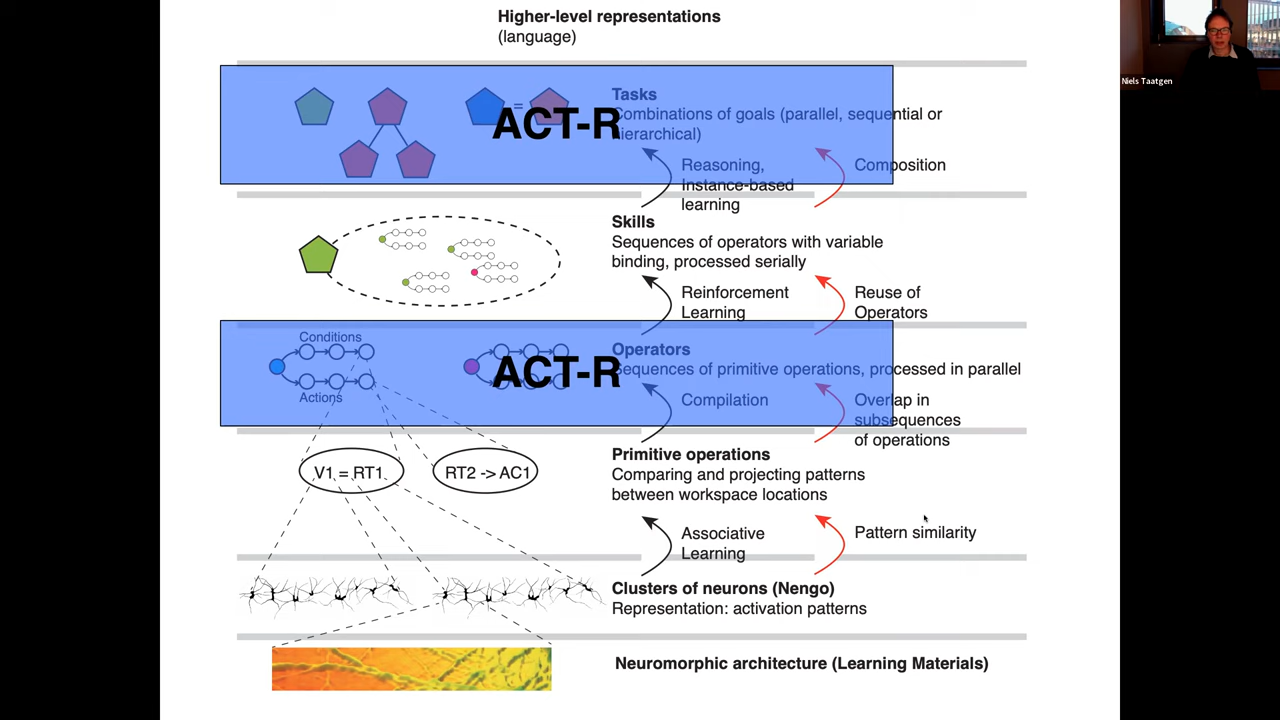 Higher-level representations
(language)
Niels Taatgen
ACT-R
=
Tasks
Combinations of goals (parallel, sequential or
hierarchical)
Reasoning,
Instance-based
learning
Composition
Skills
Sequences of operators with variable
binding, processed serially
Reinforcement
Learning
Reuse of
Operators
ACT-R
Conditions
Actions
Operators
Sequences of primitive operations, processed in parallel
Compilation
Overlap in
subsequences
of operations
V1 = RT1
RT2 -> AC1
Primitive operations
Comparing and projecting patterns
between workspace locations
Associative
Learning
Pattern similarity
Clusters of neurons (Nengo)
Representation: activation patterns
Neuromorphic architecture (Learning Materials)